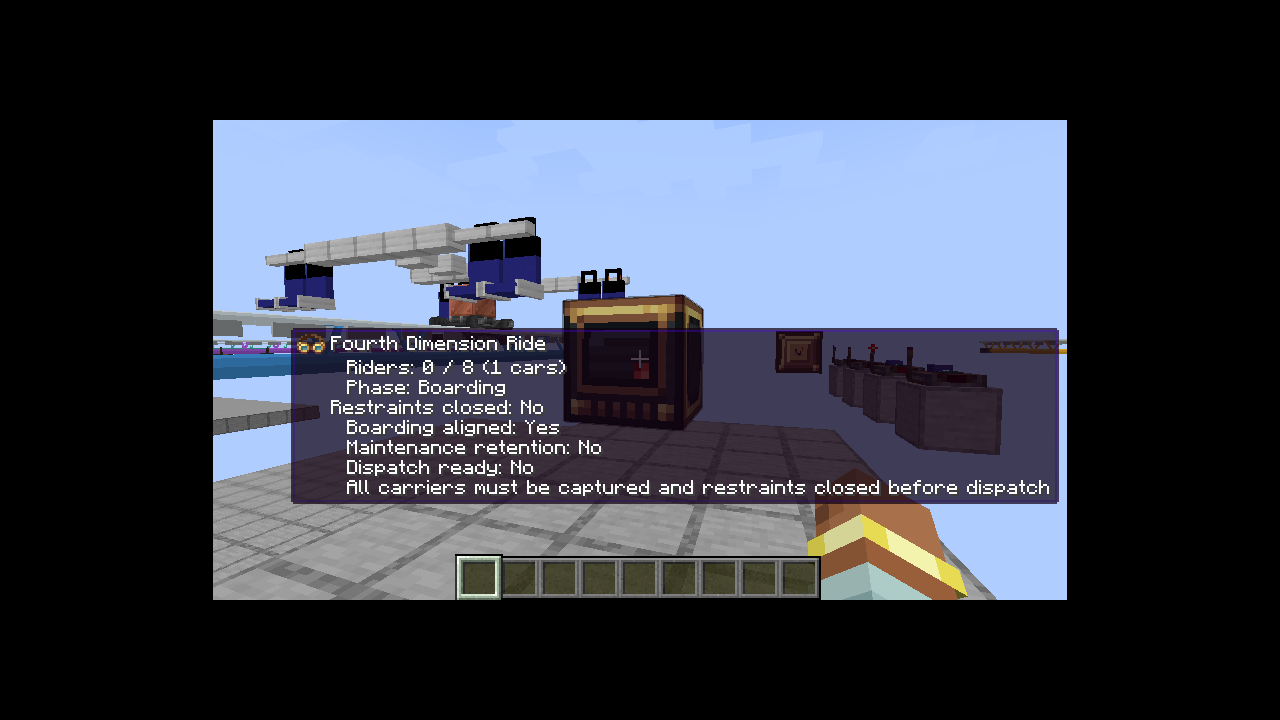 Fourth Dimension Ride
Riders: 0 / 8 (1 cars)
Phase: Boarding
Restraints closed: No
Boarding aligned: Yes
Maintenance retention: No
Dispatch ready: No
All carriers must be captured and restraints closed before dispatch